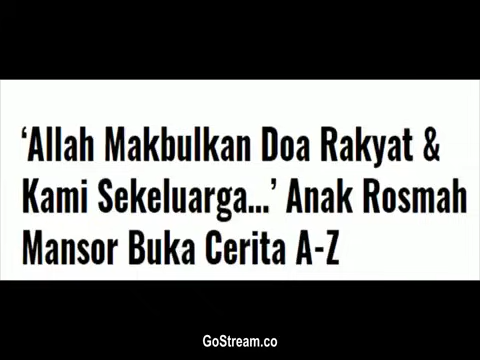 ‘Allah Makbulkan Doa Rakyat &
Kami Sekeluarga...’ Anak Rosmah
Mansor Buka Cerita A-Z
GoStream.co